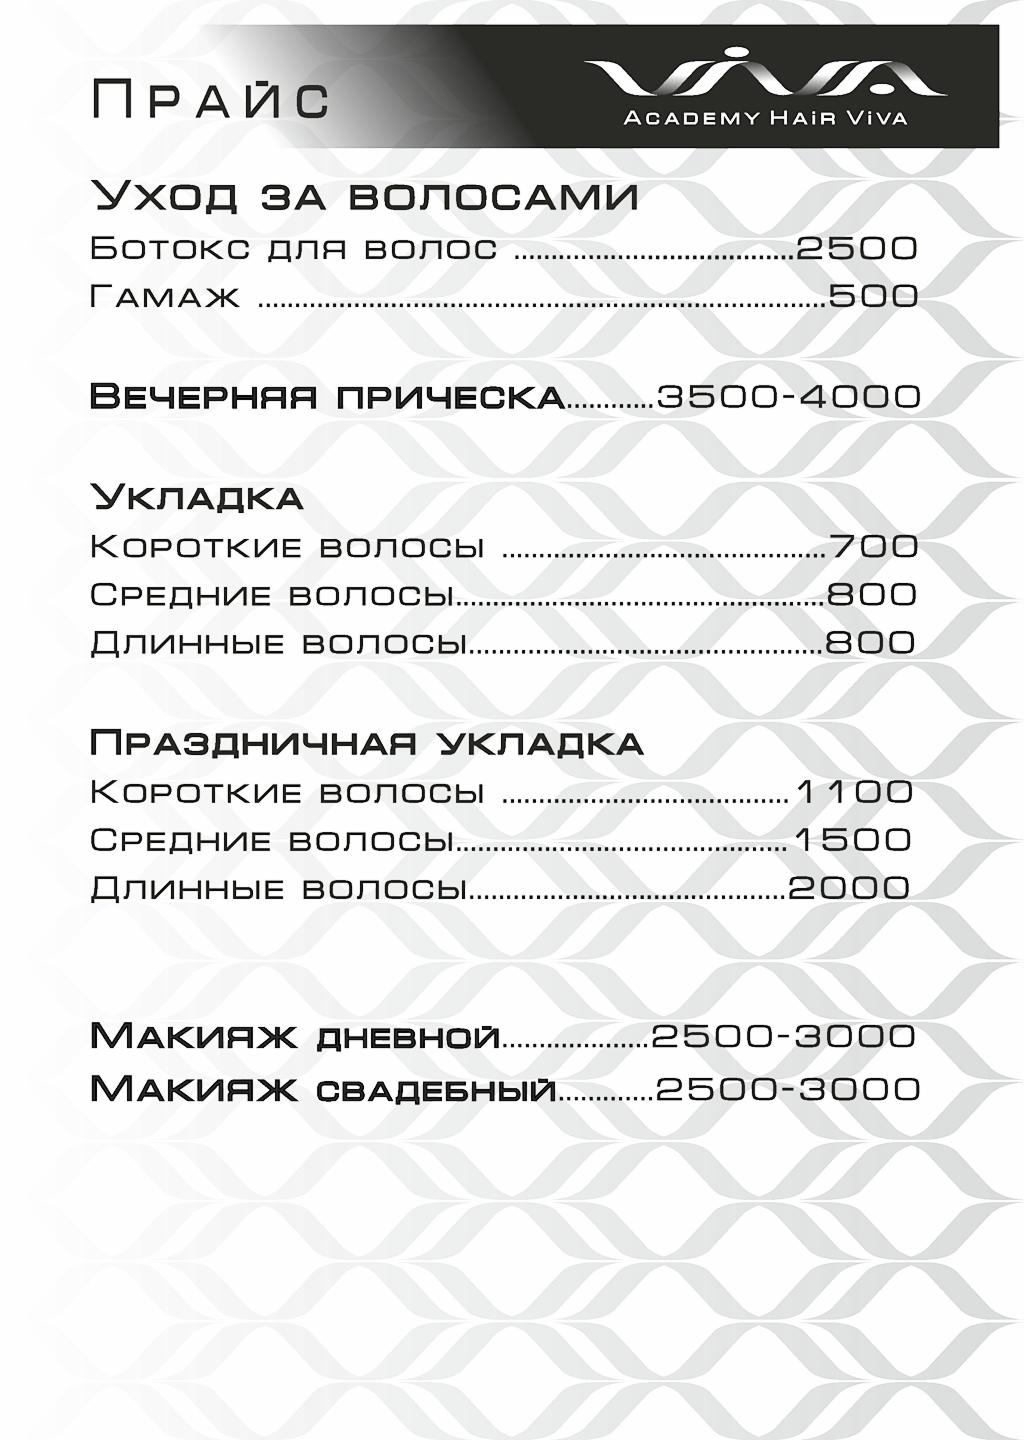 Прайс
ViVA
Academy Hair Viva
Уход за волосами
Ботокс для волос ......................................2500
Гамаж .............................................................................500
Вечерняя прическа............3500-4000
Укладка
Короткие волосы ............................................700
Средние волосы..................................................800
Длинные волосы................................................800
Праздничная укладка
Короткие волосы .......................................1100
Средние волосы.............................................1500
Длинные волосы...........................................2000
Макияж дневной....................2500-3000
Макияж свадебный.............2500-3000